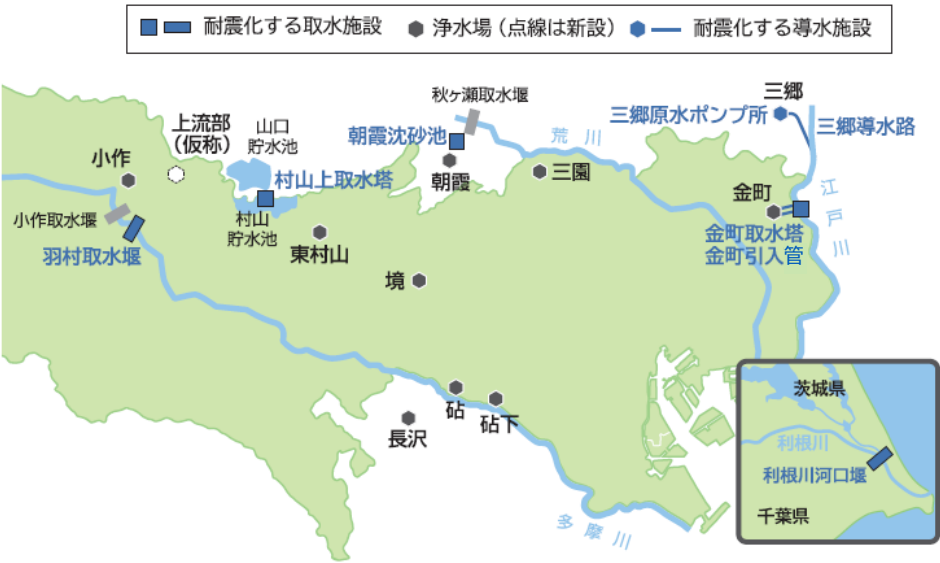 耐震化する取水施設
浄水場（点線は新設）
耐震化する導水施設
秋ヶ瀬取水堰
三郷
三郷原水ポンプ所
三郷導水路
上流部
（仮称）
山口
貯水池
朝霞沈砂池
荒川
小作
朝霞
三園
村山上取水塔
金町
江戸川
小作取水堰
村山
貯水池
羽村取水堰
東村山
金町取水塔
金町引入管
境
砧
砧下
長沢
多摩川
茨城県
利根川
利根川河口堰
千葉県